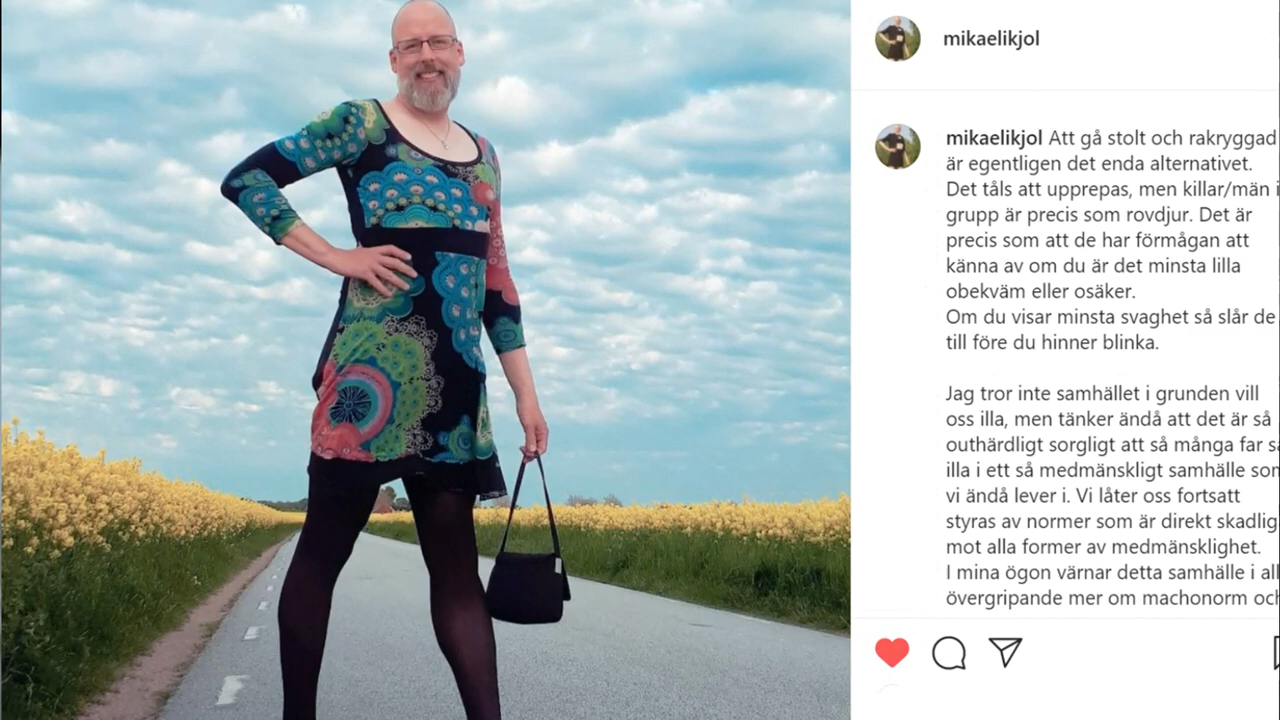 mikaelikjol
mikaelikjol Att gå stolt och rakryggad
är egentligen det enda alternativet.
Det tåls att upprepas, men killar/män i
grupp är precis som rovdjur. Det är
precis som att de har förmågan att
känna av om du är det minsta lilla
obekväm eller osäker.
Om du visar minsta svaghet så slår de
till före du hinner blinka.
Jag tror inte samhället i grunden vill
oss illa, men tänker ändå att det är så
outhärdligt sorgligt att så många far så
illa i ett så medmänskligt samhälle som
vi ändå lever i. Vi låter oss fortsatt
styras av normer som är direkt skadlig
mot alla former av medmänsklighet.
I mina ögon värnar detta samhälle i all
övergripande mer om machonorm och